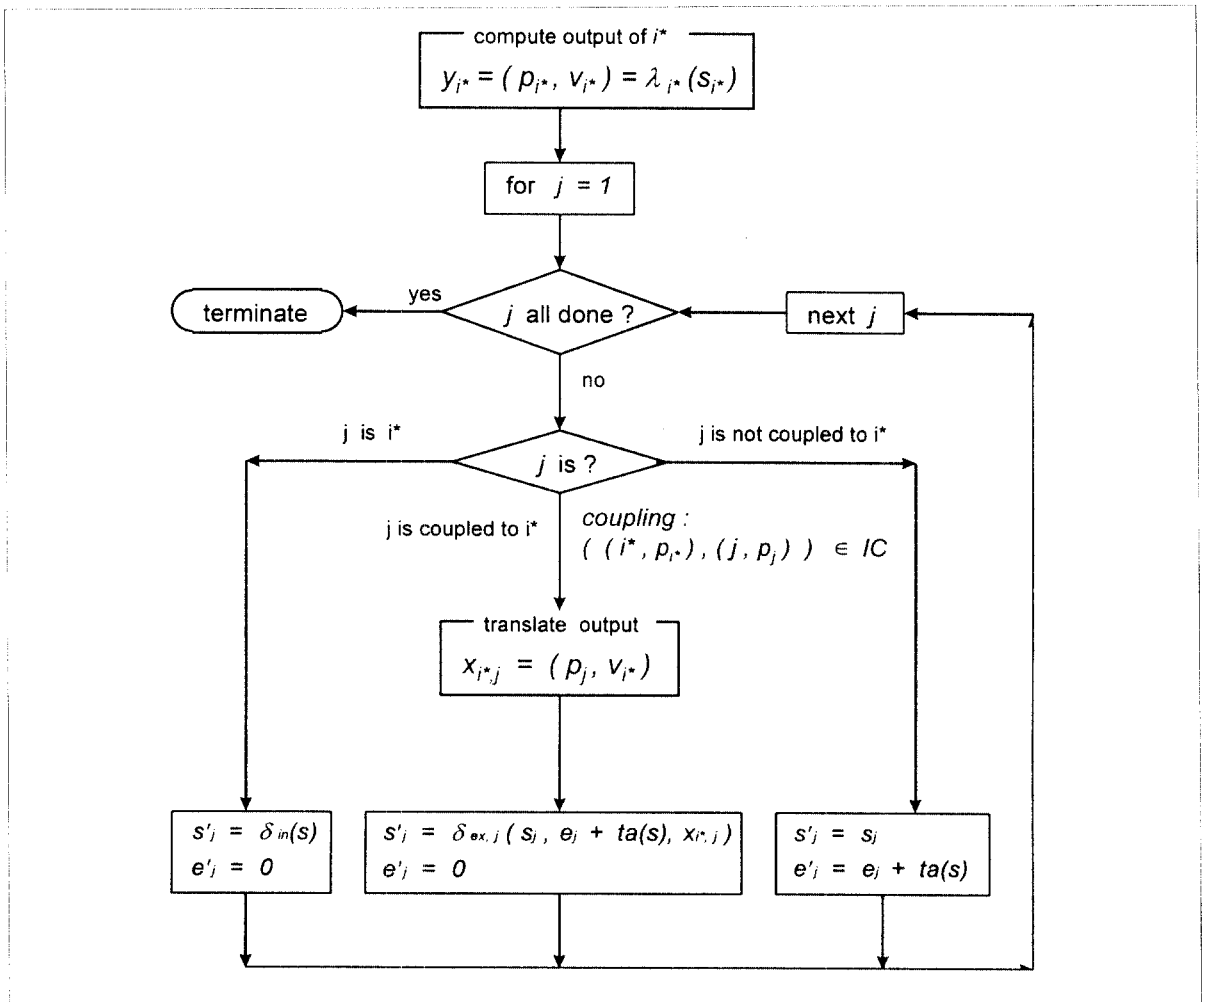 compute output of i*
y_i* = ( p_i*, v_i* ) = λ_i*(s_i*)
for j = 1
j all done ?
yes
terminate
next j
no
j is ?
j is i*
j is not coupled to i*
j is coupled to i*
coupling :
( ( i*, p_i* ) , ( j , p_j ) ) ∈ IC
translate output
x_i*,j = ( p_j , v_i* )
s'_j = δ_in(s)
e'_j = 0
s'_j = δ_ex, j ( s_j , e_j + ta(s), x_i*, j )
e'_j = 0
s'_j = s_j
e'_j = e_j + ta(s)